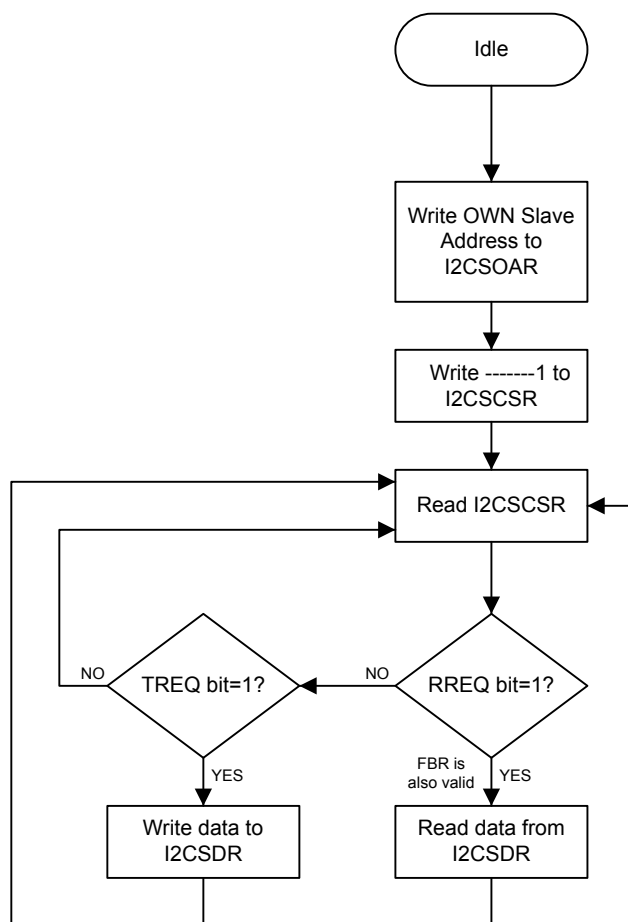 Idle
Write OWN Slave
Address to
I2CSOAR
Write -------1 to
I2CSCSR
Read I2CSCSR
NO
TREQ bit=1?
NO
RREQ bit=1?
YES
FBR is
also valid
YES
Write data to
I2CSDR
Read data from
I2CSDR